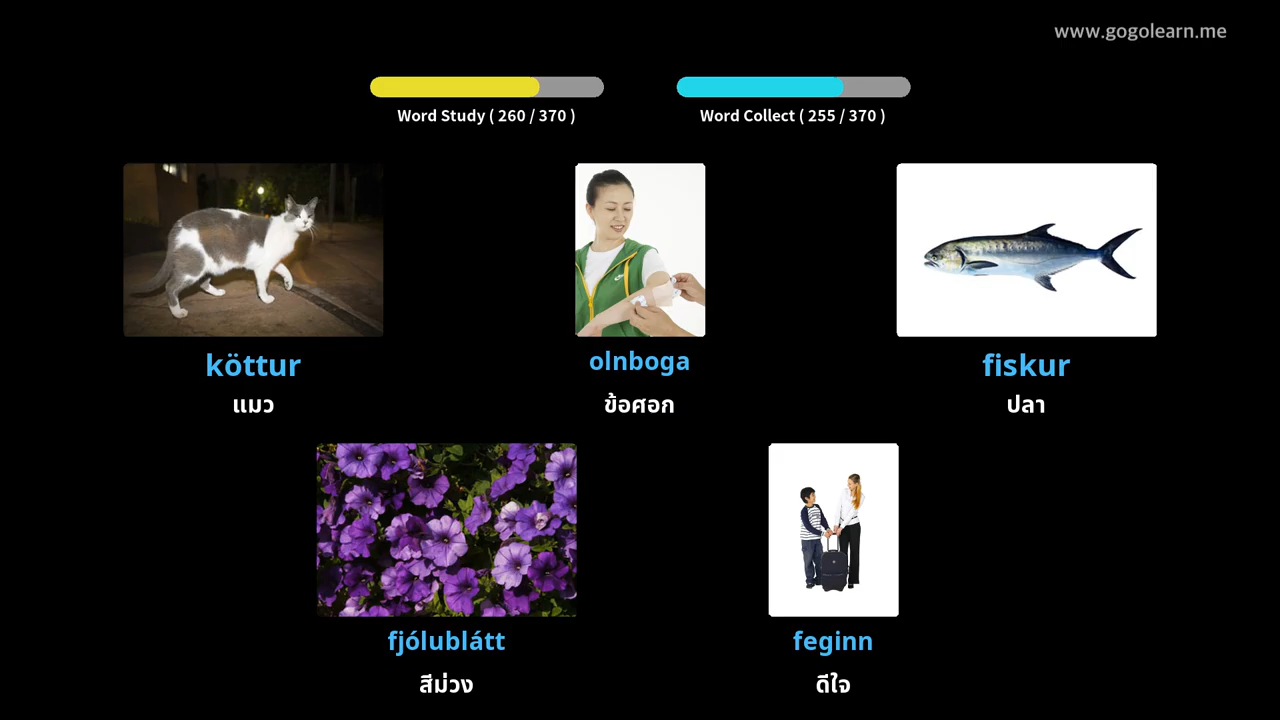 www.gogolearn.me
Word Study ( 260 / 370 )
Word Collect ( 255 / 370 )
köttur
แมว
olnboga
ข้อศอก
fiskur
ปลา
fjólublátt
สีม่วง
feginn
ดีใจ